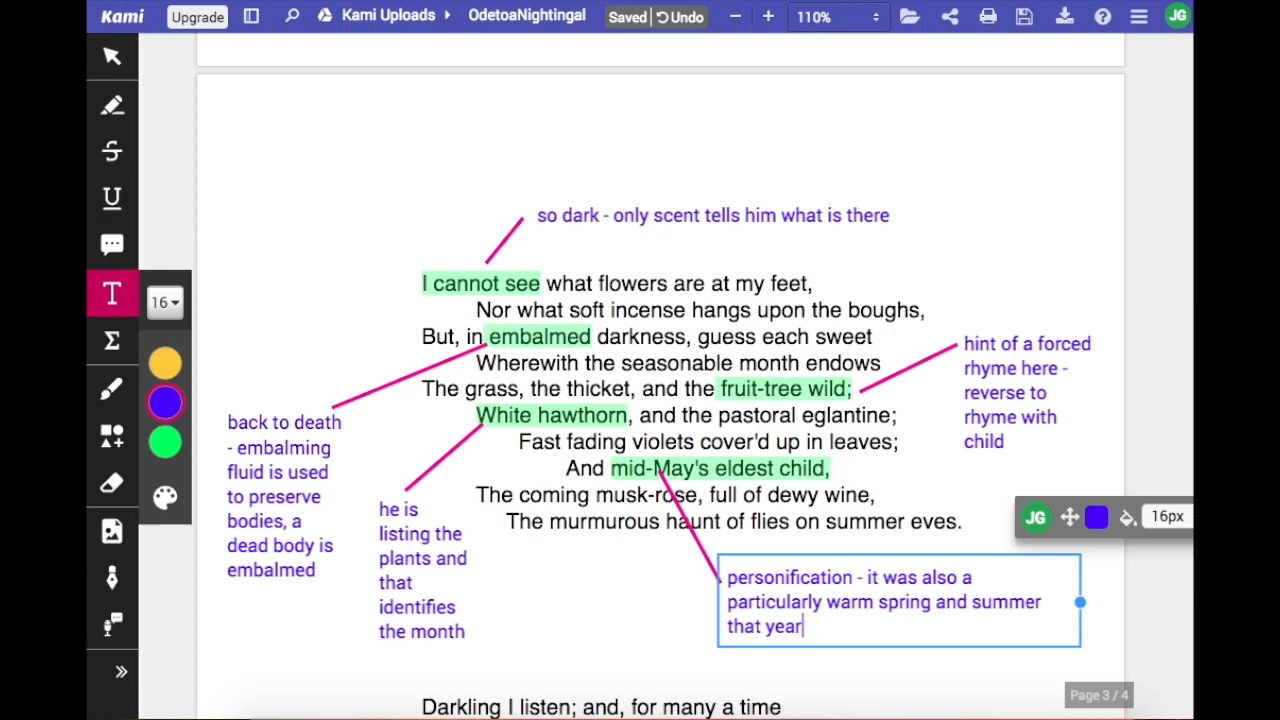 Kami
Upgrade
Kami Uploads
OdetoaNightingal
Saved
Undo
110%
JG
so dark - only scent tells him what is there
I cannot see what flowers are at my feet,
Nor what soft incense hangs upon the boughs,
But, in embalmed darkness, guess each sweet
Wherewith the seasonable month endows
The grass, the thicket, and the fruit-tree wild;
White hawthorn, and the pastoral eglantine;
Fast fading violets cover'd up in leaves;
And mid-May's eldest child,
The coming musk-rose, full of dewy wine,
The murmurous haunt of flies on summer eves.
hint of a forced
rhyme here -
reverse to
rhyme with
child
back to death
- embalming
fluid is used
to preserve
bodies, a
dead body is
embalmed
he is
listing the
plants and
that
identifies
the month
personification - it was also a
particularly warm spring and summer
that year
JG
16px
T
16
Darkling I listen; and, for many a time
Page 3 / 4